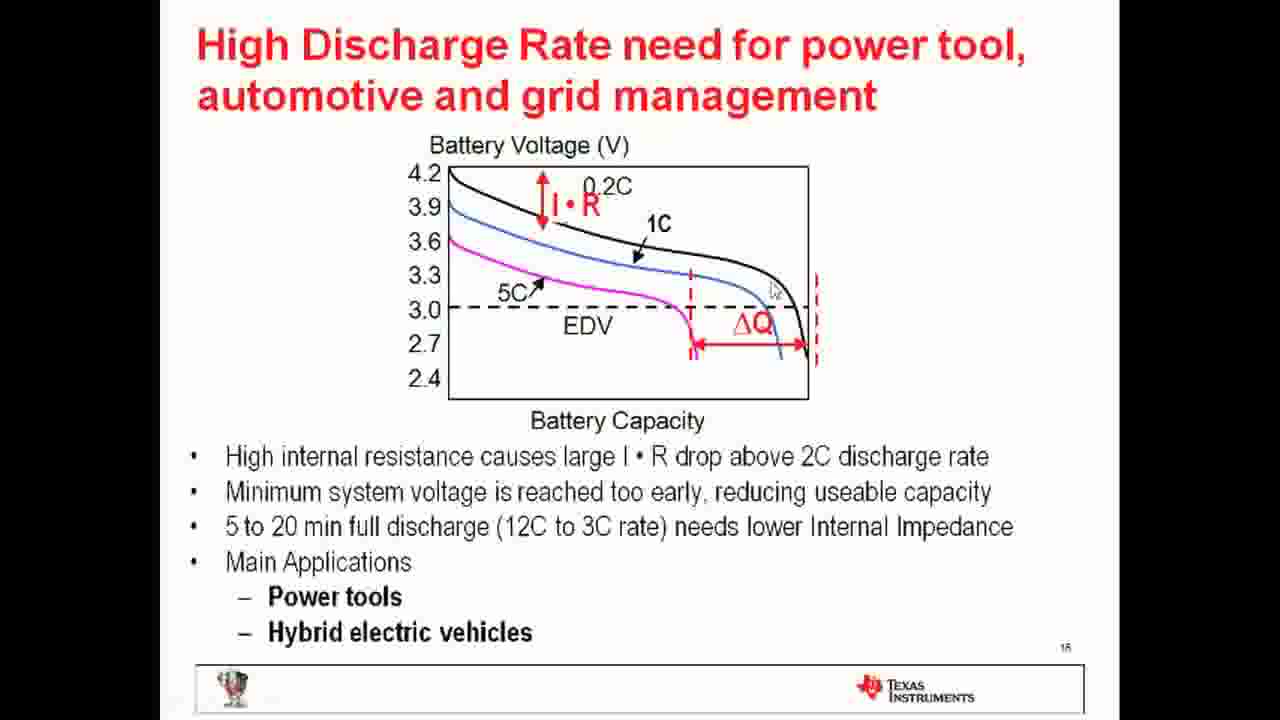 High Discharge Rate need for power tool,
automotive and grid management
Battery Voltage (V)
4.2
0.2C
3.9
I • R
1C
3.6
3.3
5C
3.0
EDV
ΔQ
2.7
2.4
Battery Capacity
• High internal resistance causes large I • R drop above 2C discharge rate
• Minimum system voltage is reached too early, reducing useable capacity
• 5 to 20 min full discharge (12C to 3C rate) needs lower Internal Impedance
• Main Applications
– Power tools
– Hybrid electric vehicles
TEXAS
INSTRUMENTS